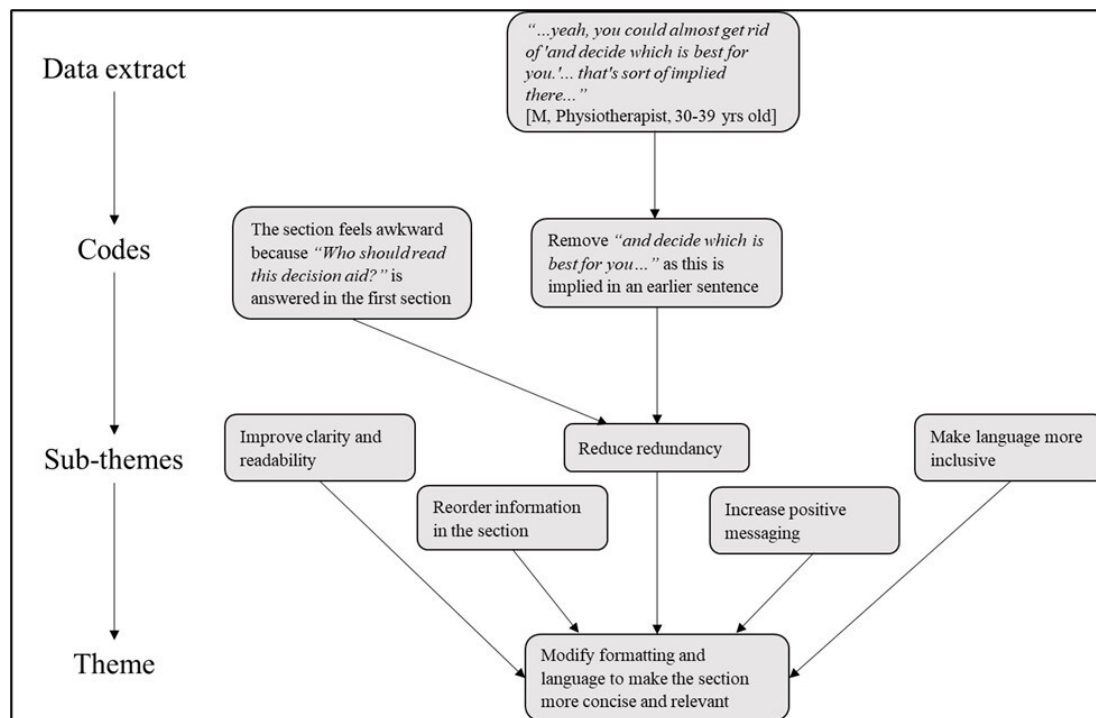 Data extract
“…yeah, you could almost get rid
of 'and decide which is best for
you.'... that's sort of implied
there…”
[M, Physiotherapist, 30-39 yrs old]
Codes
The section feels awkward
because “Who should read
this decision aid?” is
answered in the first section
Remove “and decide which is
best for you…” as this is
implied in an earlier sentence
Sub-themes
Improve clarity and
readability
Reduce redundancy
Make language more
inclusive
Reorder information
in the section
Increase positive
messaging
Theme
Modify formatting and
language to make the section
more concise and relevant